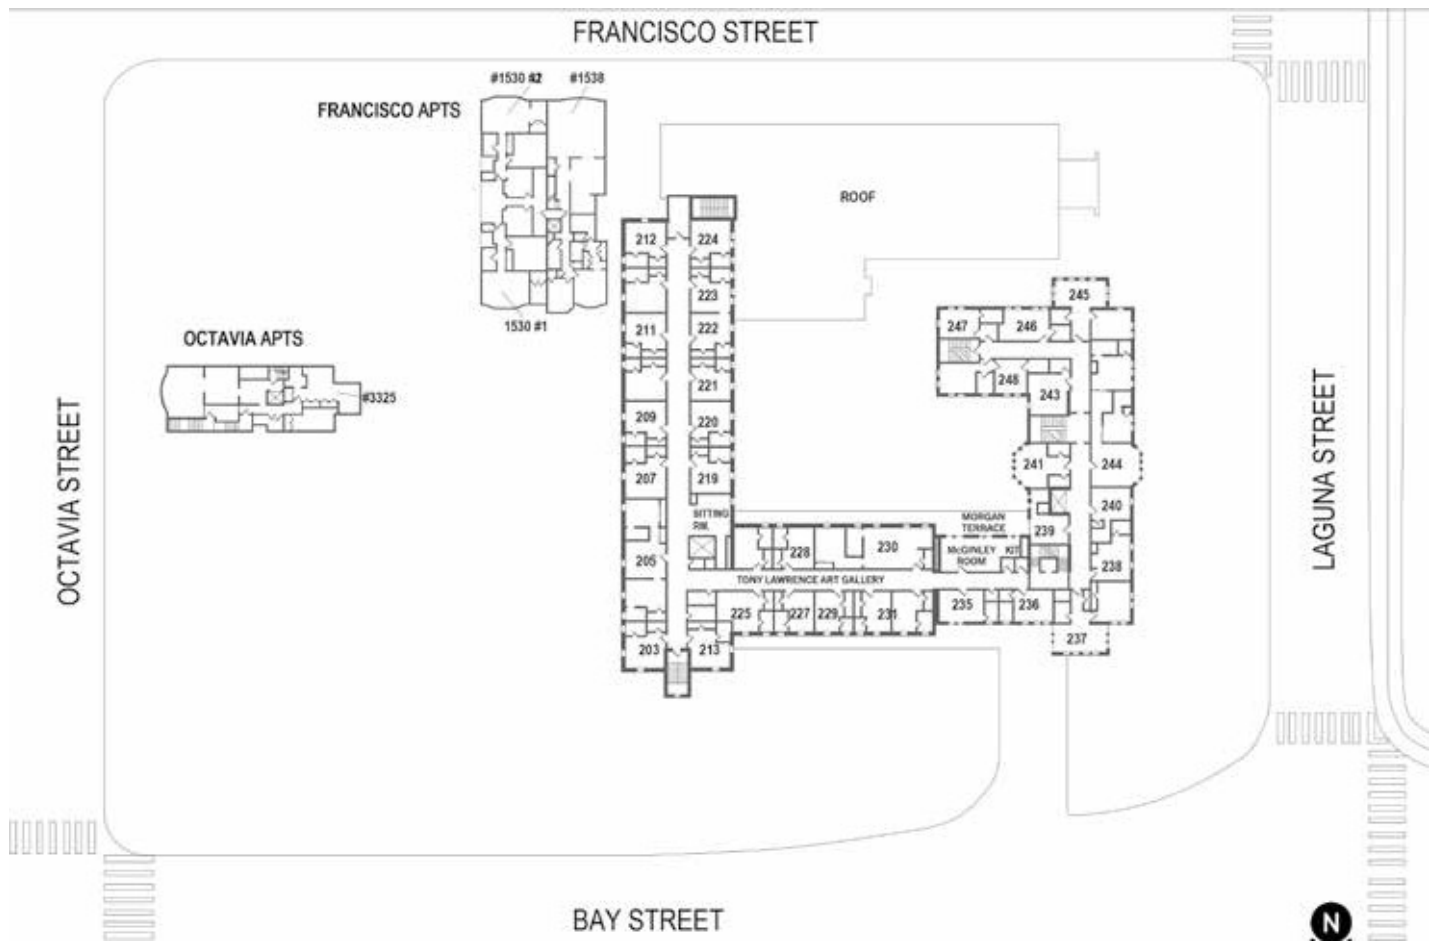 FRANCISCO STREET
#1530 #2
#1538
FRANCISCO APTS
ROOF
212
224
223
245
1530 #1
211
222
247
246
OCTAVIA APTS
221
248
243
#3325
209
220
207
219
241
244
SITTING
RM.
MORGAN
TERRACE
240
239
205
228
230
McGINLEY
ROOM
KIT
238
TONY LAWRENCE ART GALLERY
225
227
229
231
235
236
203
213
237
OCTAVIA STREET
LAGUNA STREET
BAY STREET
N